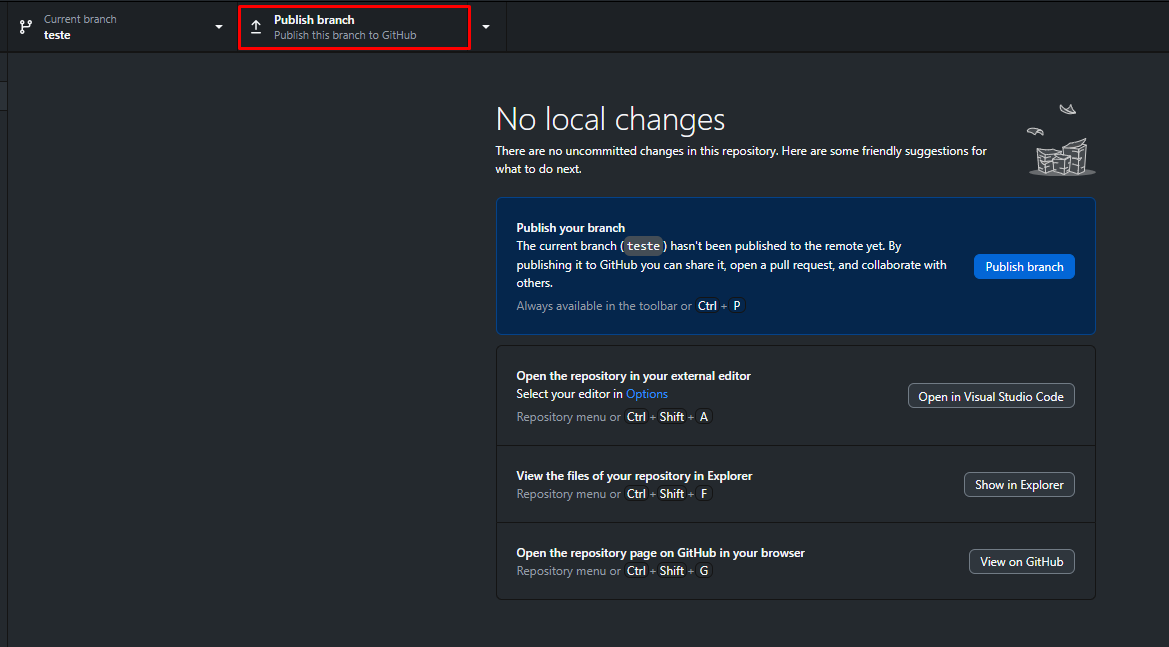 Current branch
teste
Publish branch
Publish this branch to GitHub
No local changes
There are no uncommitted changes in this repository. Here are some friendly suggestions for
what to do next.
Publish your branch
The current branch (teste) hasn't been published to the remote yet. By
publishing it to GitHub you can share it, open a pull request, and collaborate with
others.
Always available in the toolbar or Ctrl + P
Publish branch
Open the repository in your external editor
Select your editor in Options
Repository menu or Ctrl + Shift + A
Open in Visual Studio Code
View the files of your repository in Explorer
Repository menu or Ctrl + Shift + F
Show in Explorer
Open the repository page on GitHub in your browser
Repository menu or Ctrl + Shift + G
View on GitHub